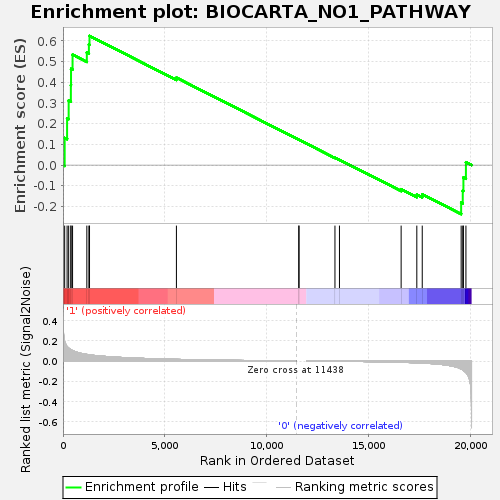 Enrichment plot: BIOCARTA_NO1_PATHWAY
Enrichment score (ES)
0.6
0.5
0.4
0.3
0.2
0.1
0.0
-0.1
-0.2
'1' (positively correlated)
Ranked list metric (Signal2Noise)
0.4
0.2
0.0
-0.2
-0.4
-0.6
Zero cross at 11438
'0' (negatively correlated)
0 5,000 10,000 15,000 20,000
Rank in Ordered Dataset
Enrichment profile Hits Ranking metric scores